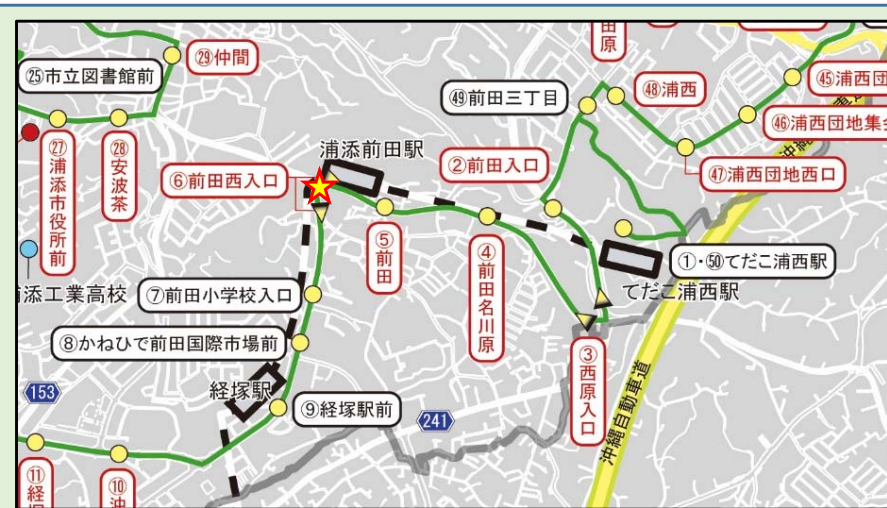 田原
㉙仲間
㉕市立図書館前
㊾前田三丁目
㊽浦西
㊺浦西団
㊻浦西団地集会
㊼浦西団地西口
浦添前田駅
②前田入口
㉗浦添市役所前
㉘安波茶
⑥前田西入口
⑤前田
④前田名川原
①・㊿てだこ浦西駅
てだこ浦西駅
添工業高校
⑦前田小学校入口
⑧かねひで前田国際市場前
③西原入口
153
経塚駅
⑨経塚駅前
241
沖縄自動車道
⑪経塚
⑩沖